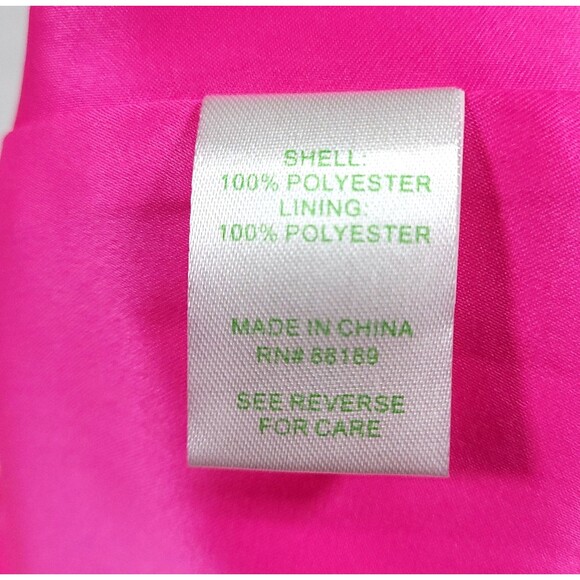 SHELL:
100% POLYESTER
LINING:
100% POLYESTER
MADE IN CHINA
RN# 88189
SEE REVERSE
FOR CARE